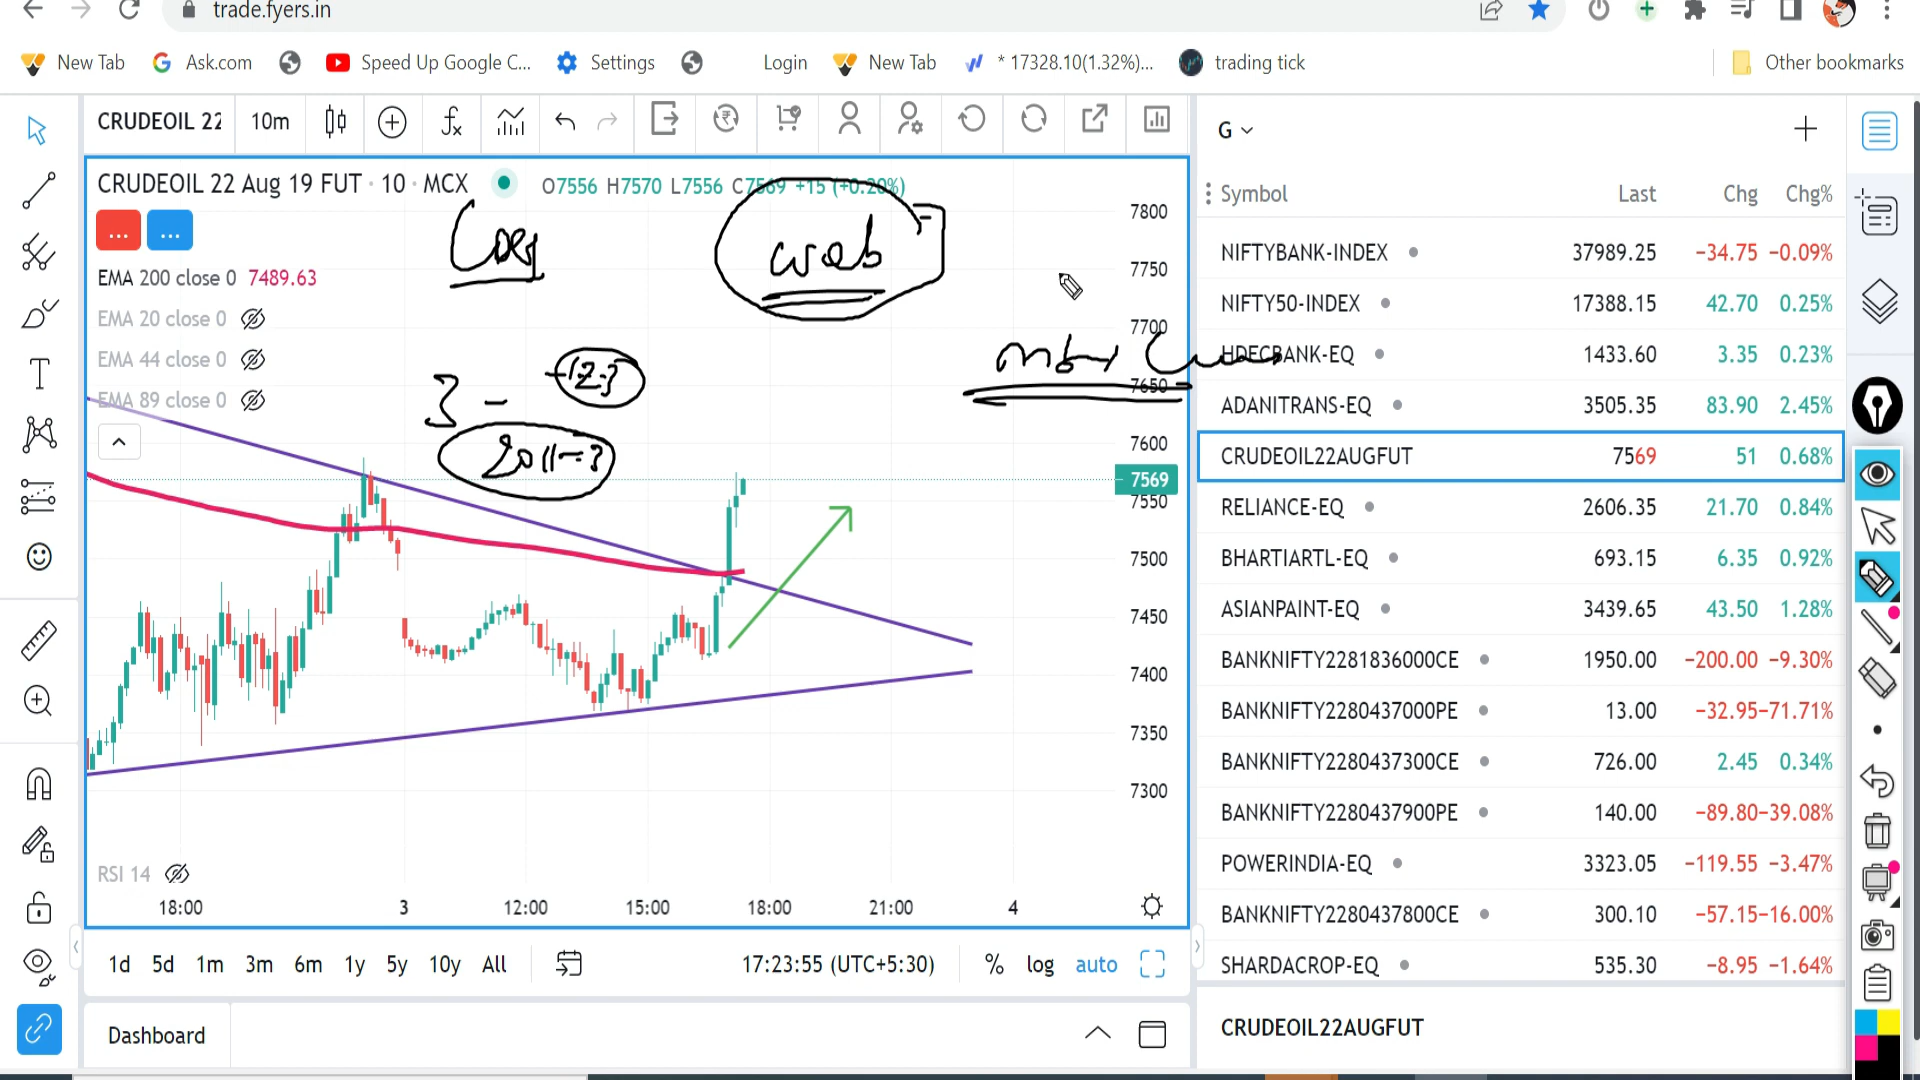 trade.fyers.in
New Tab Ask.com Speed Up Google C... Settings Login New Tab * 17328.10(1.32%)... trading tick Other bookmarks
CRUDEOIL 22 10m
CRUDEOIL 22 Aug 19 FUT · 10 · MCX O7556 H7570 L7556 C7569 +15 (+0.20%)
... ...
EMA 200 close 0 7489.63
EMA 20 close 0
EMA 44 close 0
EMA 89 close 0
web
7800
7750
7700
7650
7600
7569
7550
7500
7450
7400
7350
7300
RSI 14
18:00 3 12:00 15:00 18:00 21:00 4
1d 5d 1m 3m 6m 1y 5y 10y All 17:23:55 (UTC+5:30) % log auto
Dashboard
G
Symbol Last Chg Chg%
NIFTYBANK-INDEX 37989.25 −34.75 −0.09%
NIFTY50-INDEX 17388.15 42.70 0.25%
HDFCBANK-EQ 1433.60 3.35 0.23%
ADANITRANS-EQ 3505.35 83.90 2.45%
CRUDEOIL22AUGFUT 7569 51 0.68%
RELIANCE-EQ 2606.35 21.70 0.84%
BHARTIARTL-EQ 693.15 6.35 0.92%
ASIANPAINT-EQ 3439.65 43.50 1.28%
BANKNIFTY2281836000CE 1950.00 −200.00 −9.30%
BANKNIFTY2280437000PE 13.00 −32.95 −71.71%
BANKNIFTY2280437300CE 726.00 2.45 0.34%
BANKNIFTY2280437900PE 140.00 −89.80 −39.08%
POWERINDIA-EQ 3323.05 −119.55 −3.47%
BANKNIFTY2280437800CE 300.10 −57.15 −16.00%
SHARDACROP-EQ 535.30 −8.95 −1.64%
CRUDEOIL22AUGFUT